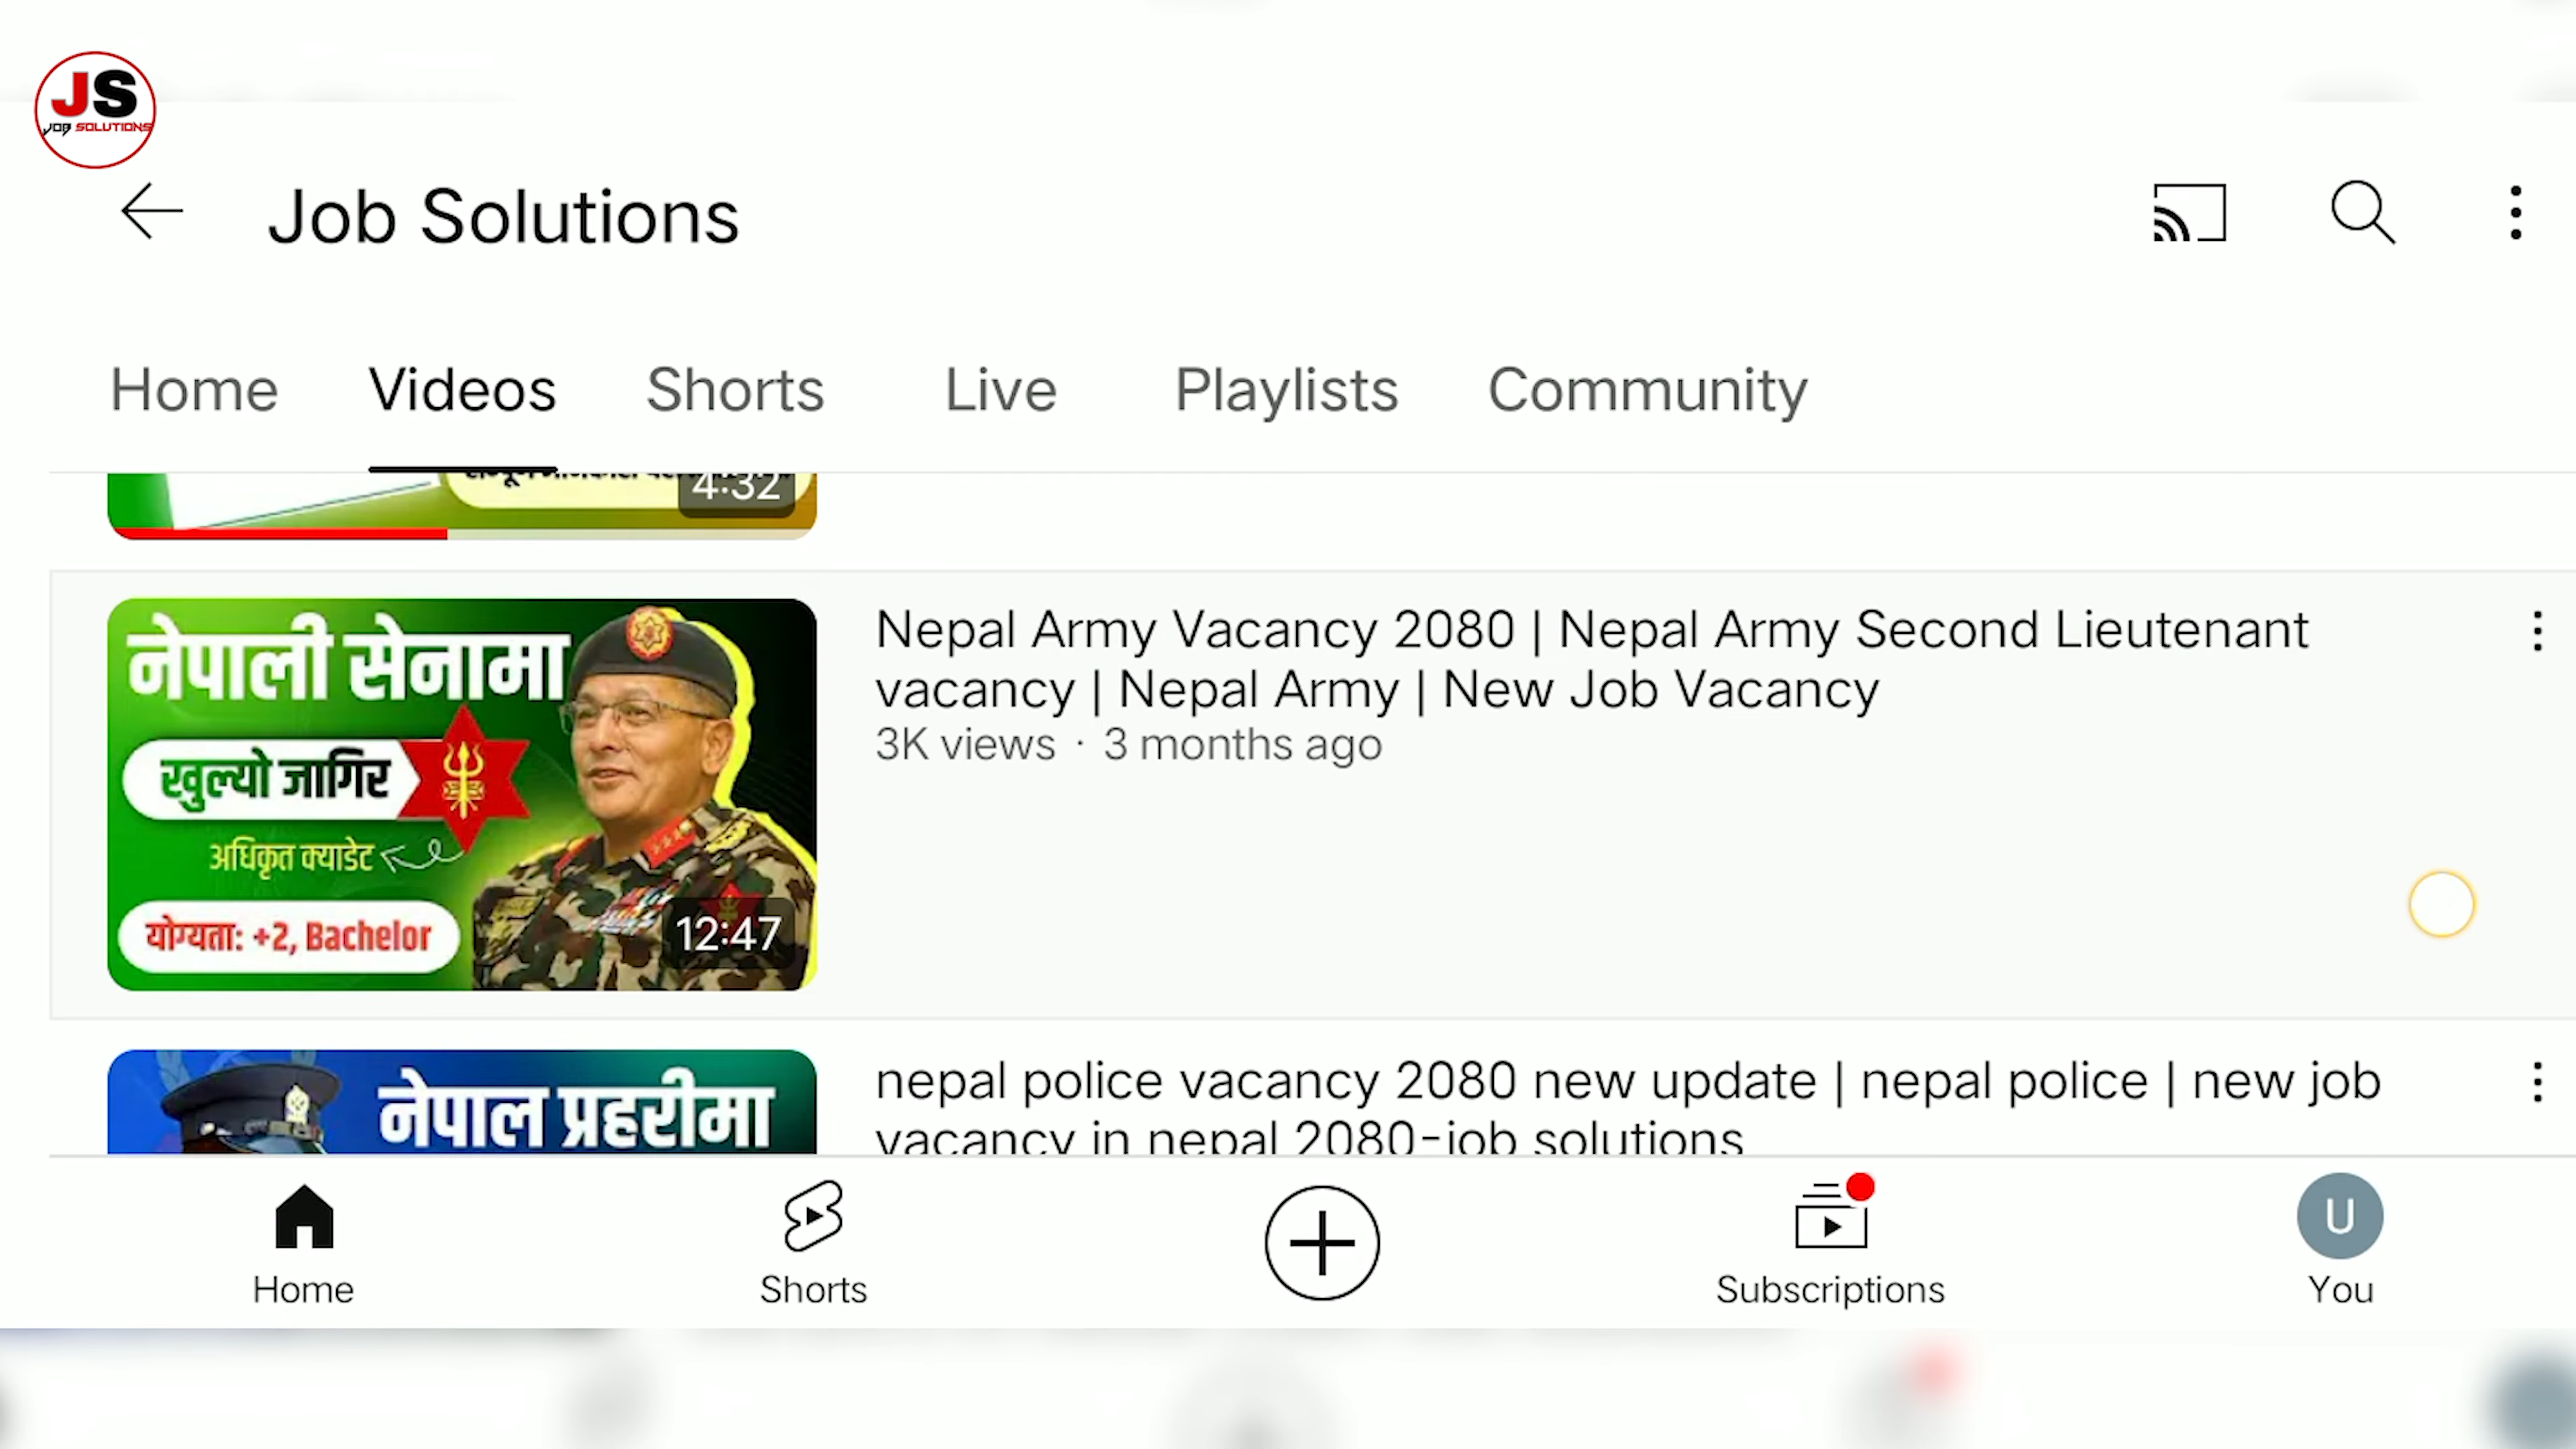 JS
JOB SOLUTIONS
Job Solutions
Home Videos Shorts Live Playlists Community
4:32
नेपाली सेनामा
खुल्यो जागिर
अधिकृत क्याडेट
योग्यता: +2, Bachelor
12:47
Nepal Army Vacancy 2080 | Nepal Army Second Lieutenant
vacancy | Nepal Army | New Job Vacancy
3K views · 3 months ago
नेपाल प्रहरीमा
nepal police vacancy 2080 new update | nepal police | new job
vacancy in nepal 2080-job solutions
Home Shorts Subscriptions You
U